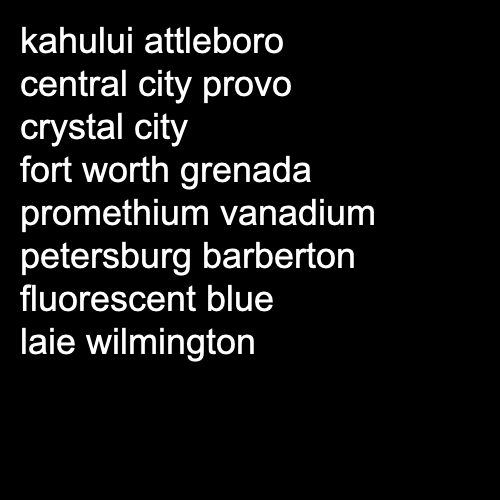 kahului attleboro
central city provo
crystal city
fort worth grenada
promethium vanadium
petersburg barberton
fluorescent blue
laie wilmington